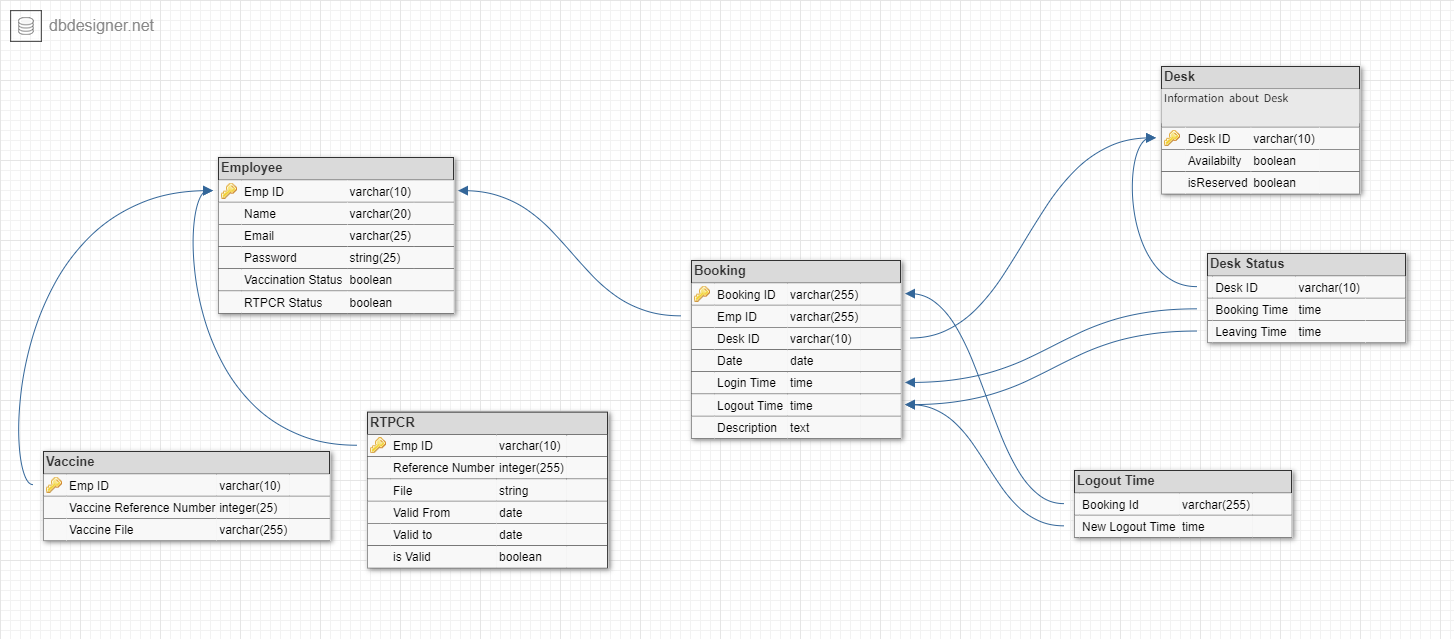 dbdesigner.net
Desk
Information about Desk
Desk ID varchar(10)
Availabilty boolean
isReserved boolean
Employee
Emp ID varchar(10)
Name varchar(20)
Email varchar(25)
Password string(25)
Vaccination Status boolean
RTPCR Status boolean
Booking
Booking ID varchar(255)
Emp ID varchar(255)
Desk ID varchar(10)
Date date
Login Time time
Logout Time time
Description text
Desk Status
Desk ID varchar(10)
Booking Time time
Leaving Time time
RTPCR
Emp ID varchar(10)
Reference Number integer(255)
File string
Valid From date
Valid to date
is Valid boolean
Vaccine
Emp ID varchar(10)
Vaccine Reference Number integer(25)
Vaccine File varchar(255)
Logout Time
Booking Id varchar(255)
New Logout Time time